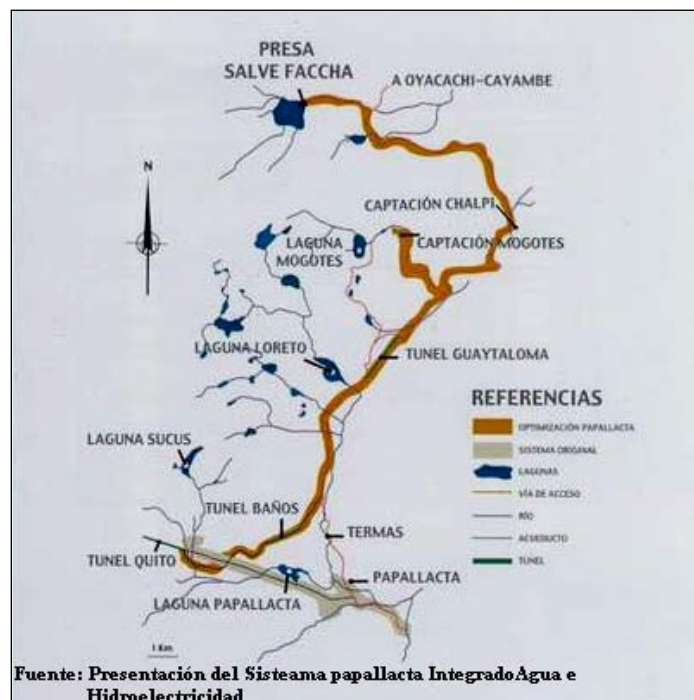 PRESA
SALVE FACCHA
A OYACACHI-CAYAMBE
N
CAPTACIÓN CHALPI
LAGUNA
MOGOTES
CAPTACIÓN MOGOTES
LAGUNA LORETO
TUNEL GUAYTALOMA
REFERENCIAS
OPTIMIZACIÓN PAPALLACTA
SISTEMA ORIGINAL
LAGUNAS
VÍA DE ACCESO
RÍO
ACUEDUCTO
TUNEL
LAGUNA SUCUS
TUNEL BAÑOS
TERMAS
TUNEL QUITO
PAPALLACTA
LAGUNA PAPALLACTA
1 Km
Fuente: Presentación del Sisteama papallacta IntegradoAgua e
Hidroelectricidad